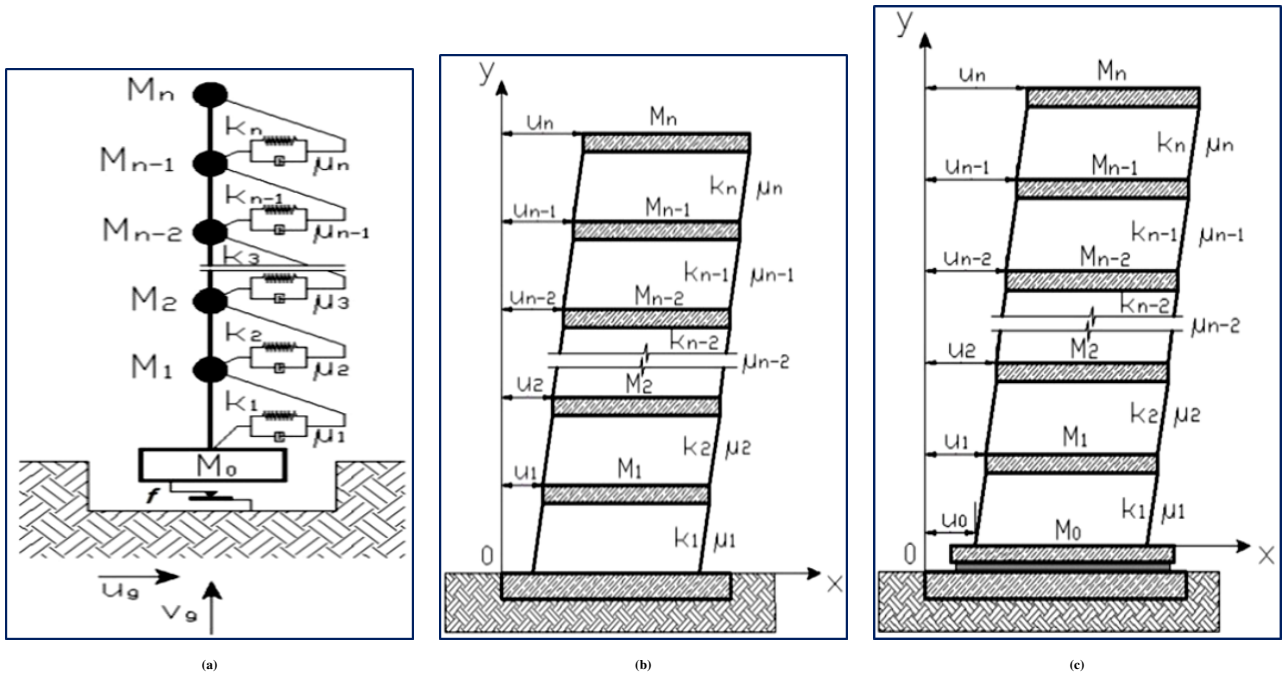 Mn
kn
μn
Mn-1
kn-1
μn-1
Mn-2
k3
μ3
M2
k2
μ2
M1
k1
μ1
M0
f
ug
vg
(a)
y
un
Mn
kn
μn
un-1
Mn-1
kn-1
μn-1
un-2
Mn-2
kn-2
μn-2
u2
M2
k2
μ2
u1
M1
k1
μ1
0
x
(b)
y
un
Mn
kn
μn
un-1
Mn-1
kn-1
μn-1
un-2
Mn-2
kn-2
μn-2
u2
M2
k2
μ2
u1
M1
k1
μ1
u0
M0
0
x
(c)